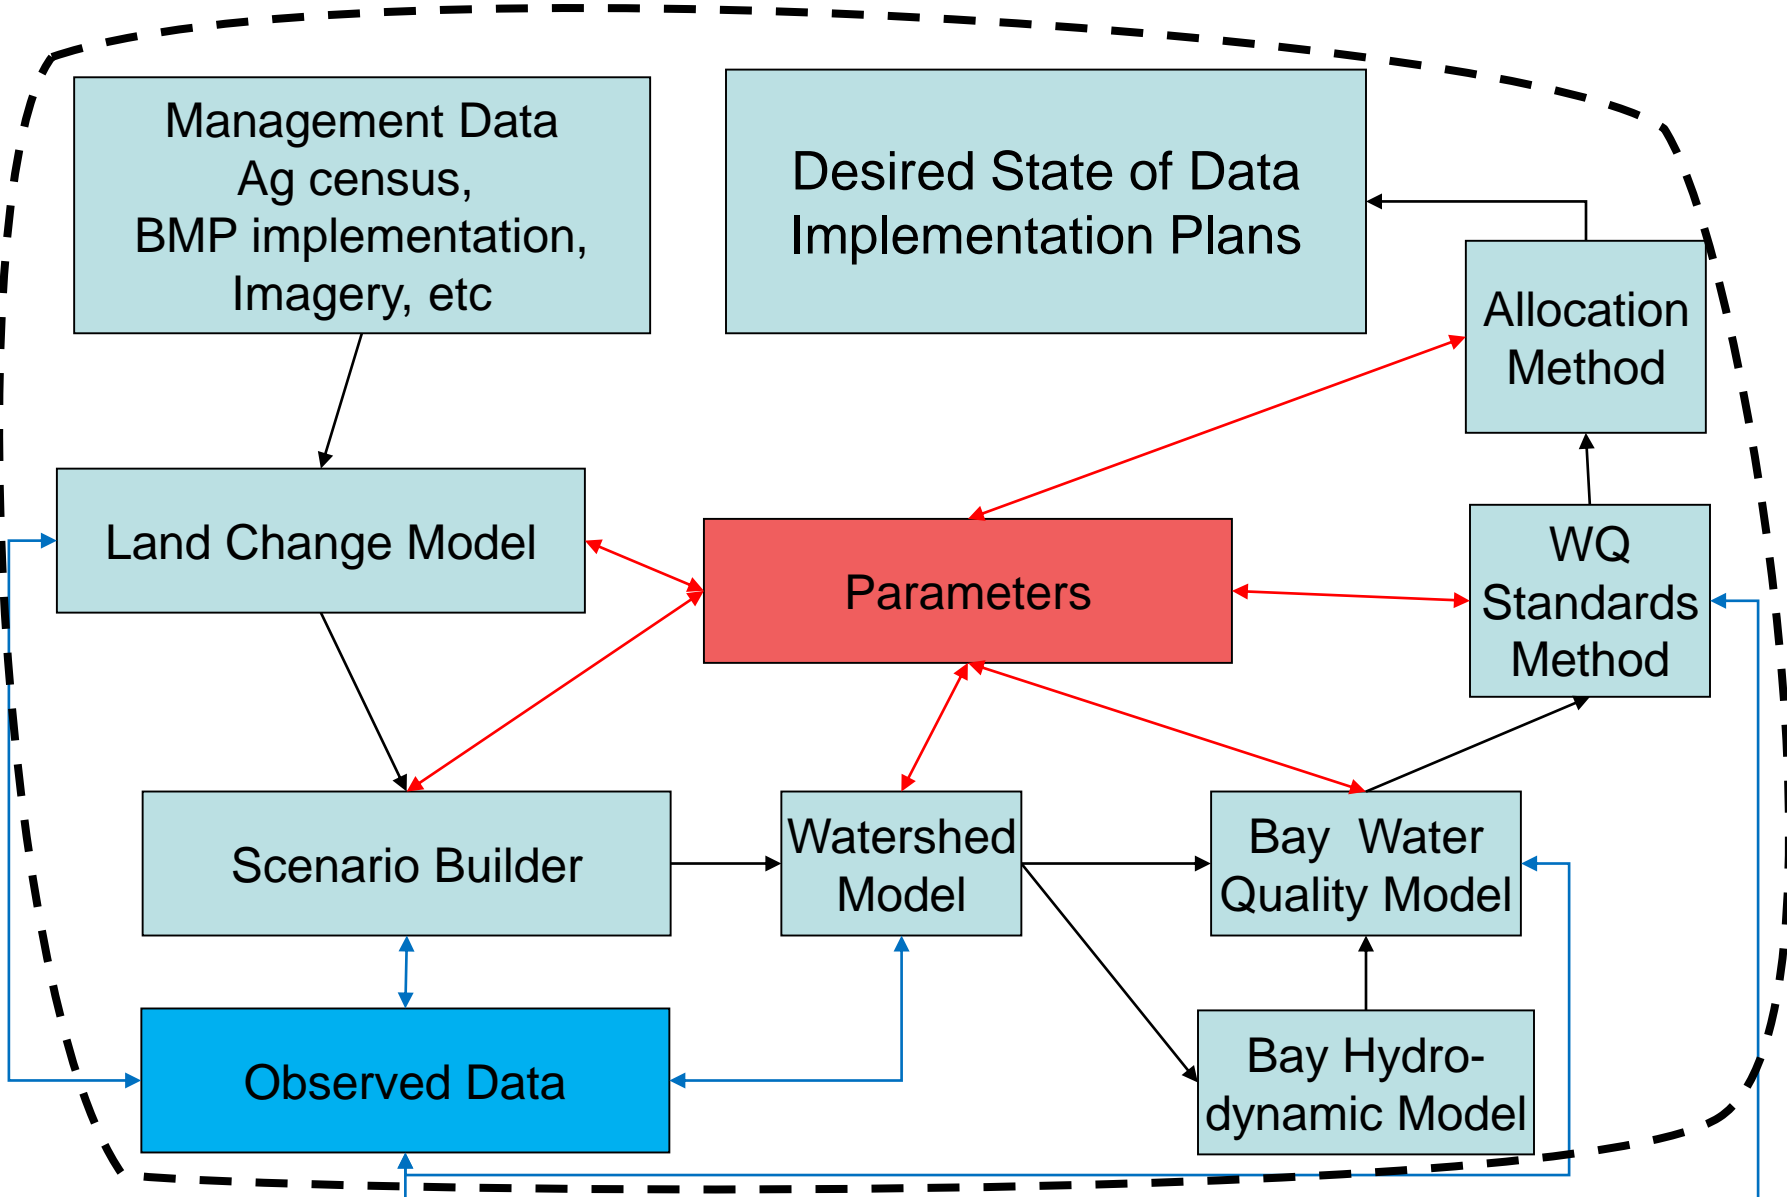 Management Data
Ag census,
BMP implementation,
Imagery, etc
Desired State of Data
Implementation Plans
Allocation
Method
Land Change Model
Parameters
WQ
Standards
Method
Scenario Builder
Watershed
Model
Bay Water
Quality Model
Observed Data
Bay Hydro-
dynamic Model